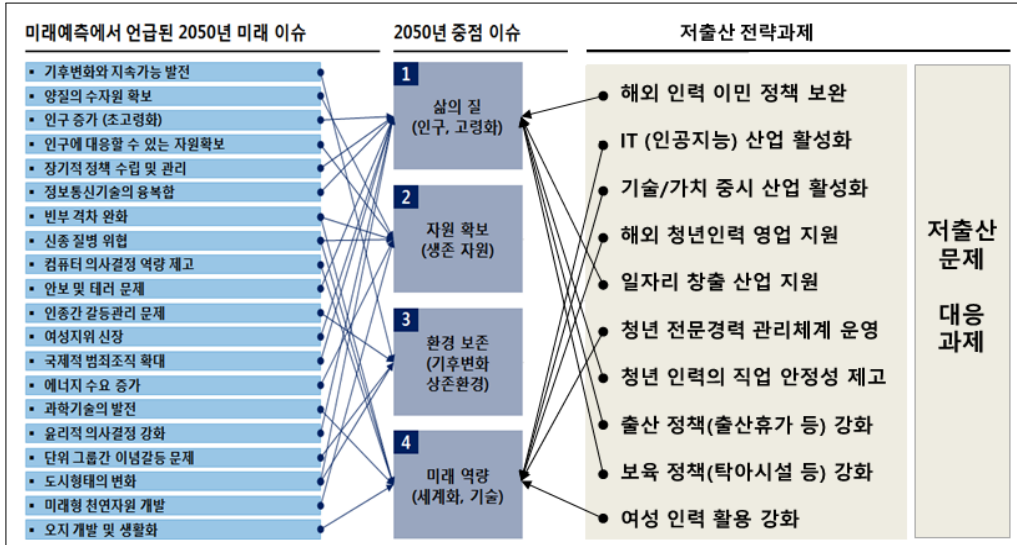 미래예측에서 언급된 2050년 미래 이슈
▪ 기후변화와 지속가능 발전
▪ 양질의 수자원 확보
▪ 인구 증가 (초고령화)
▪ 인구에 대응할 수 있는 자원확보
▪ 장기적 정책 수립 및 관리
▪ 정보통신기술의 융복합
▪ 빈부 격차 완화
▪ 신종 질병 위협
▪ 컴퓨터 의사결정 역량 제고
▪ 안보 및 테러 문제
▪ 인종간 갈등관리 문제
▪ 여성지위 신장
▪ 국제적 범죄조직 확대
▪ 에너지 수요 증가
▪ 과학기술의 발전
▪ 윤리적 의사결정 강화
▪ 단위 그룹간 이념갈등 문제
▪ 도시형태의 변화
▪ 미래형 천연자원 개발
▪ 오지 개발 및 생활화
2050년 중점 이슈
1
삶의 질
(인구, 고령화)
2
자원 확보
(생존 자원)
3
환경 보존
(기후변화
상존환경)
4
미래 역량
(세계화, 기술)
저출산 전략과제
해외 인력 이민 정책 보완
IT (인공지능) 산업 활성화
기술/가치 중시 산업 활성화
해외 청년인력 영업 지원
일자리 창출 산업 지원
청년 전문경력 관리체계 운영
청년 인력의 직업 안정성 제고
출산 정책(출산휴가 등) 강화
보육 정책(탁아시설 등) 강화
여성 인력 활용 강화
저출산
문제
대응
과제